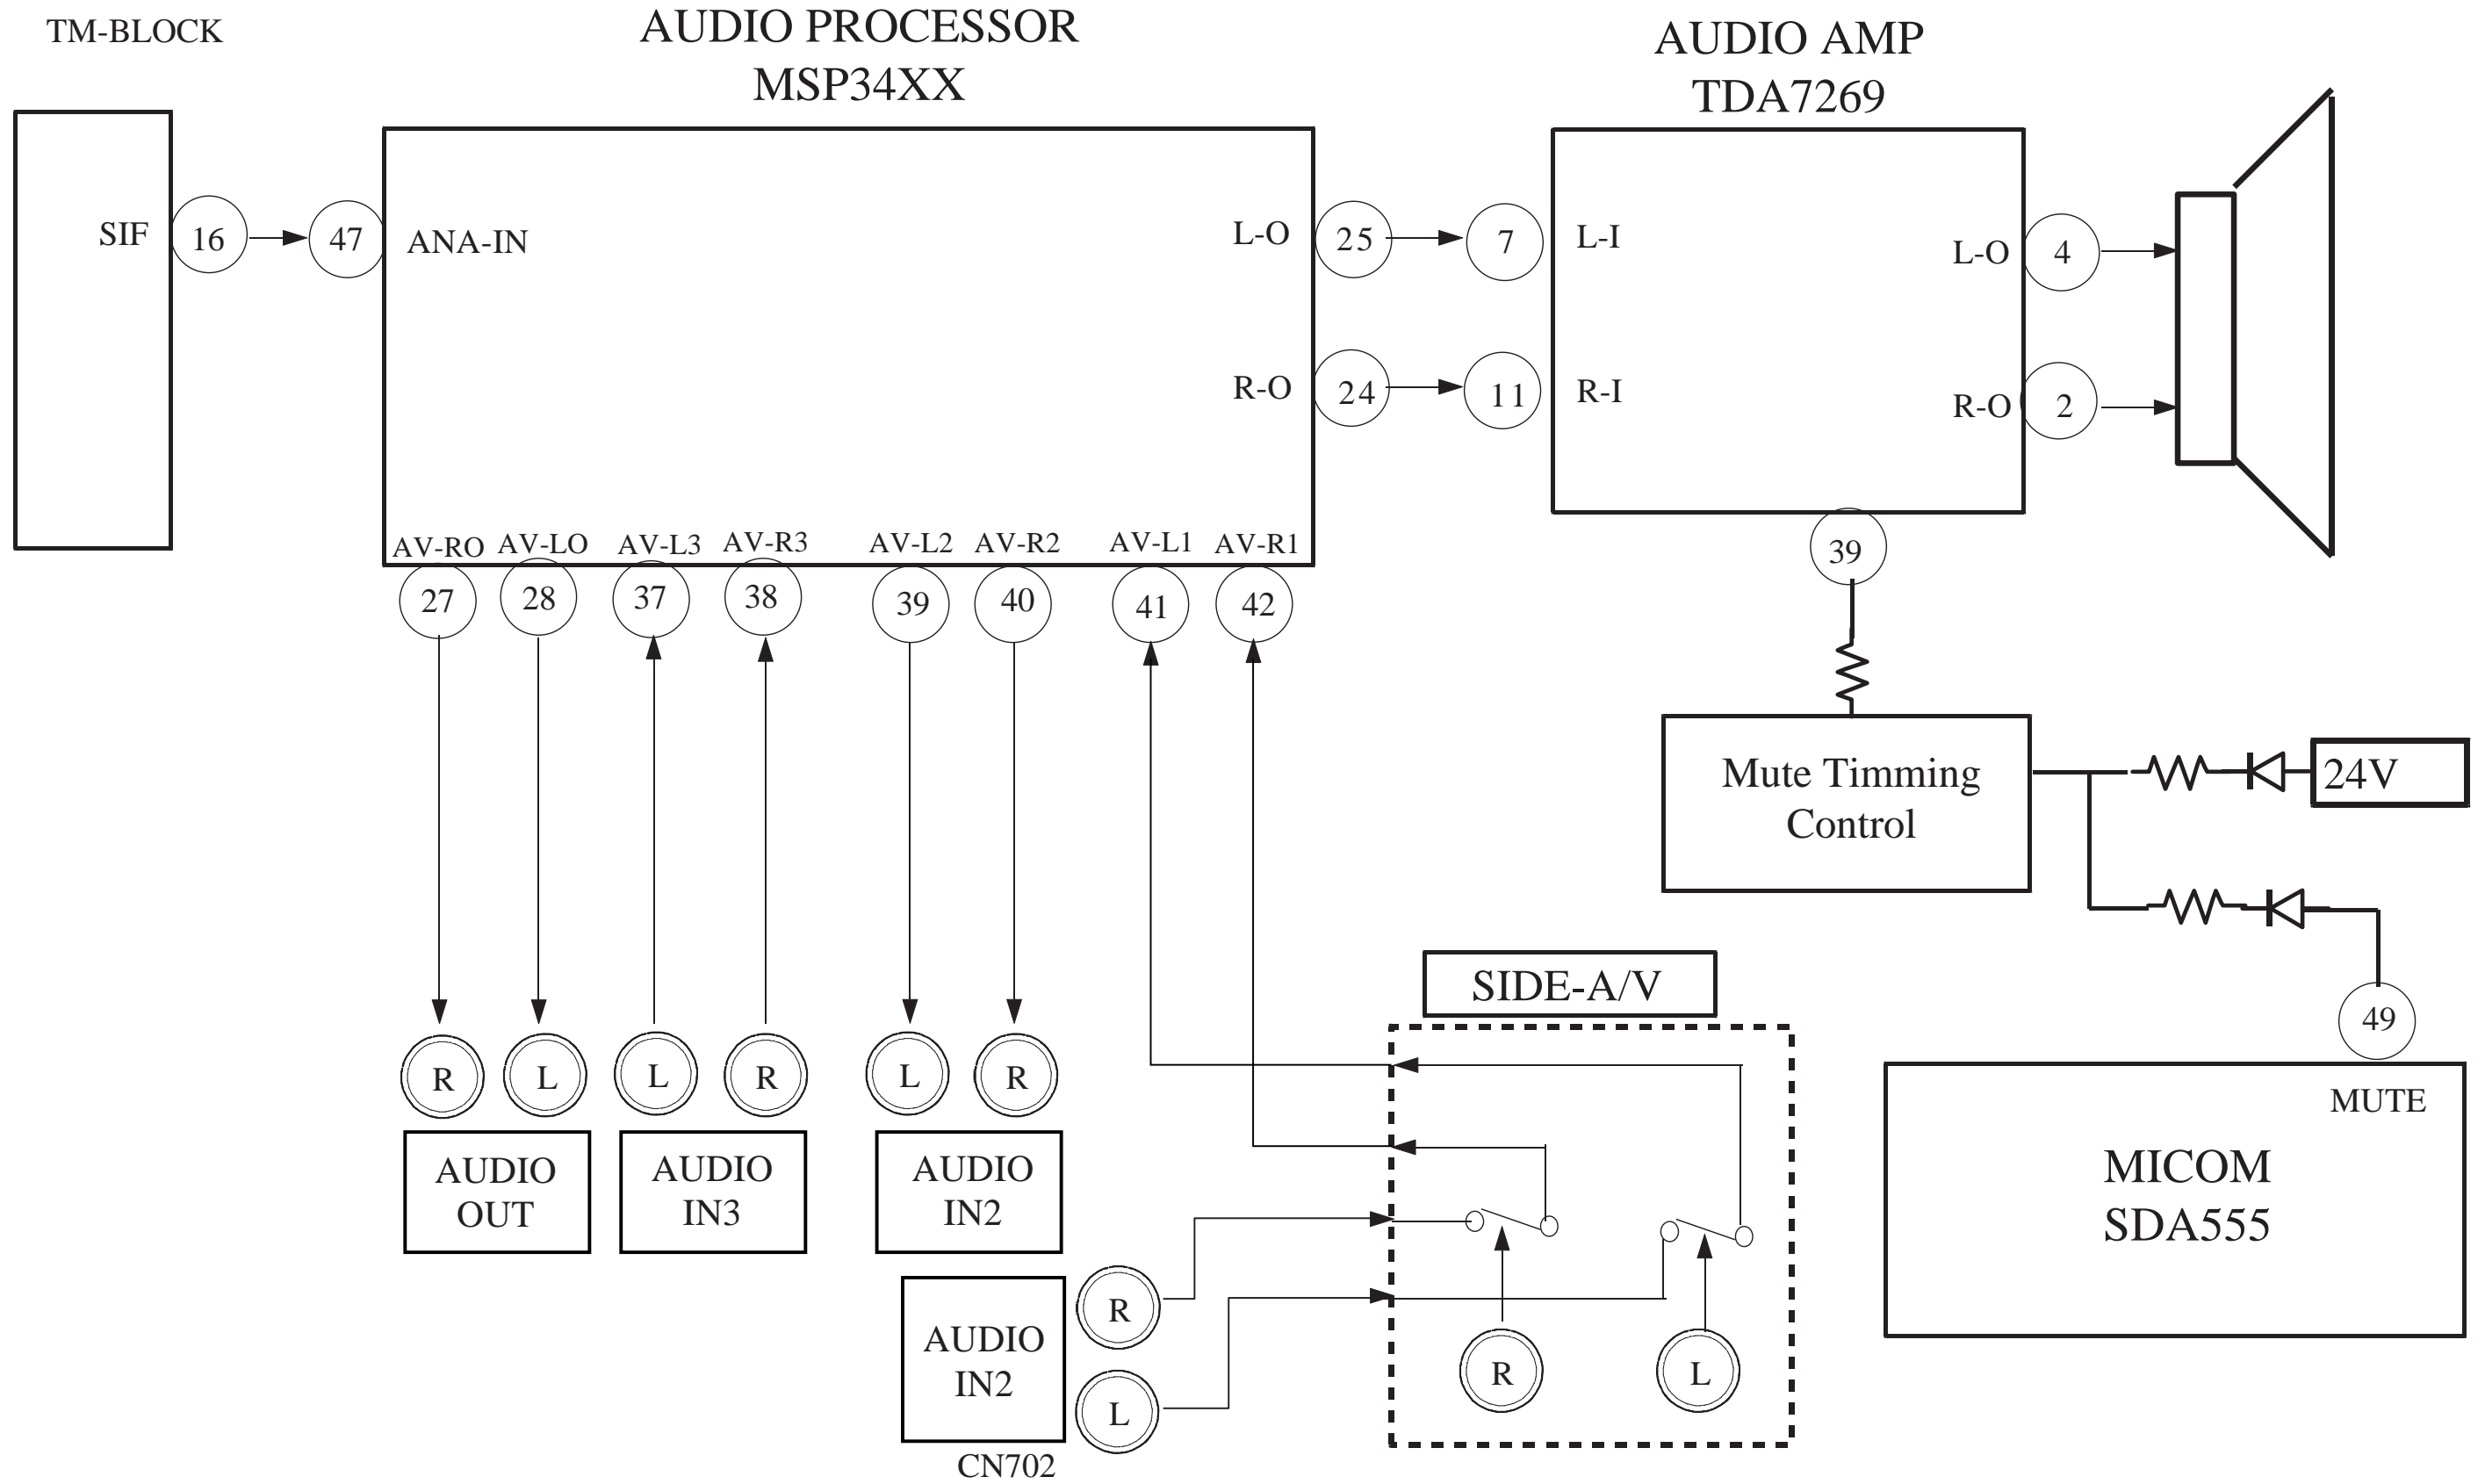 TM-BLOCK
AUDIO PROCESSOR
MSP34XX
AUDIO AMP
TDA7269
SIF
16
47
ANA-IN
L-O
25
7
L-I
L-O
4
R-O
24
11
R-I
R-O
2
AV-RO
AV-LO
AV-L3
AV-R3
AV-L2
AV-R2
AV-L1
AV-R1
27
28
37
38
39
40
41
42
39
Mute Timming
Control
24V
SIDE-A/V
49
MUTE
MICOM
SDA555
R
L
L
R
L
R
AUDIO
OUT
AUDIO
IN3
AUDIO
IN2
AUDIO
IN2
R
L
CN702
R
L